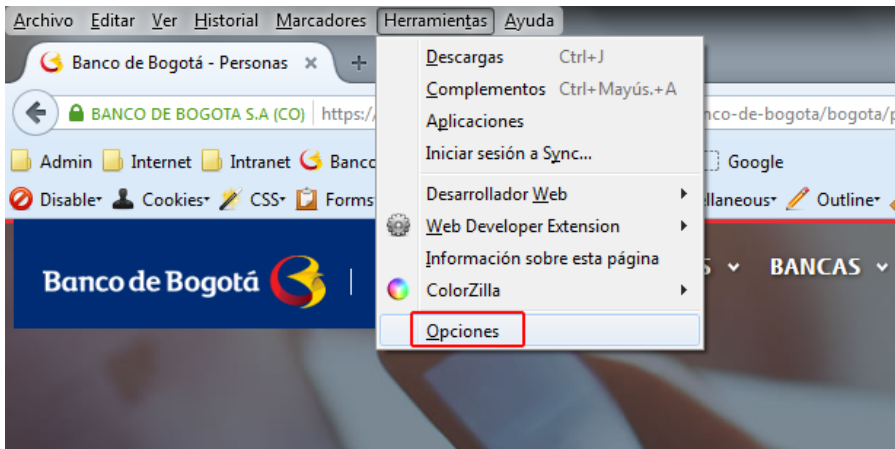 Archivo Editar Ver Historial Marcadores Herramientas Ayuda
Banco de Bogotá - Personas × +
BANCO DE BOGOTA S.A (CO) https:/
nco-de-bogota/bogota/p
Admin Internet Intranet Banco
Google
Disable Cookies CSS Forms
Outline
Banco de Bogotá
BANCAS
Descargas Ctrl+J
Complementos Ctrl+Mayús.+A
Aplicaciones
Iniciar sesión a Sync...
Desarrollador Web
Web Developer Extension
Información sobre esta página
ColorZilla
Opciones